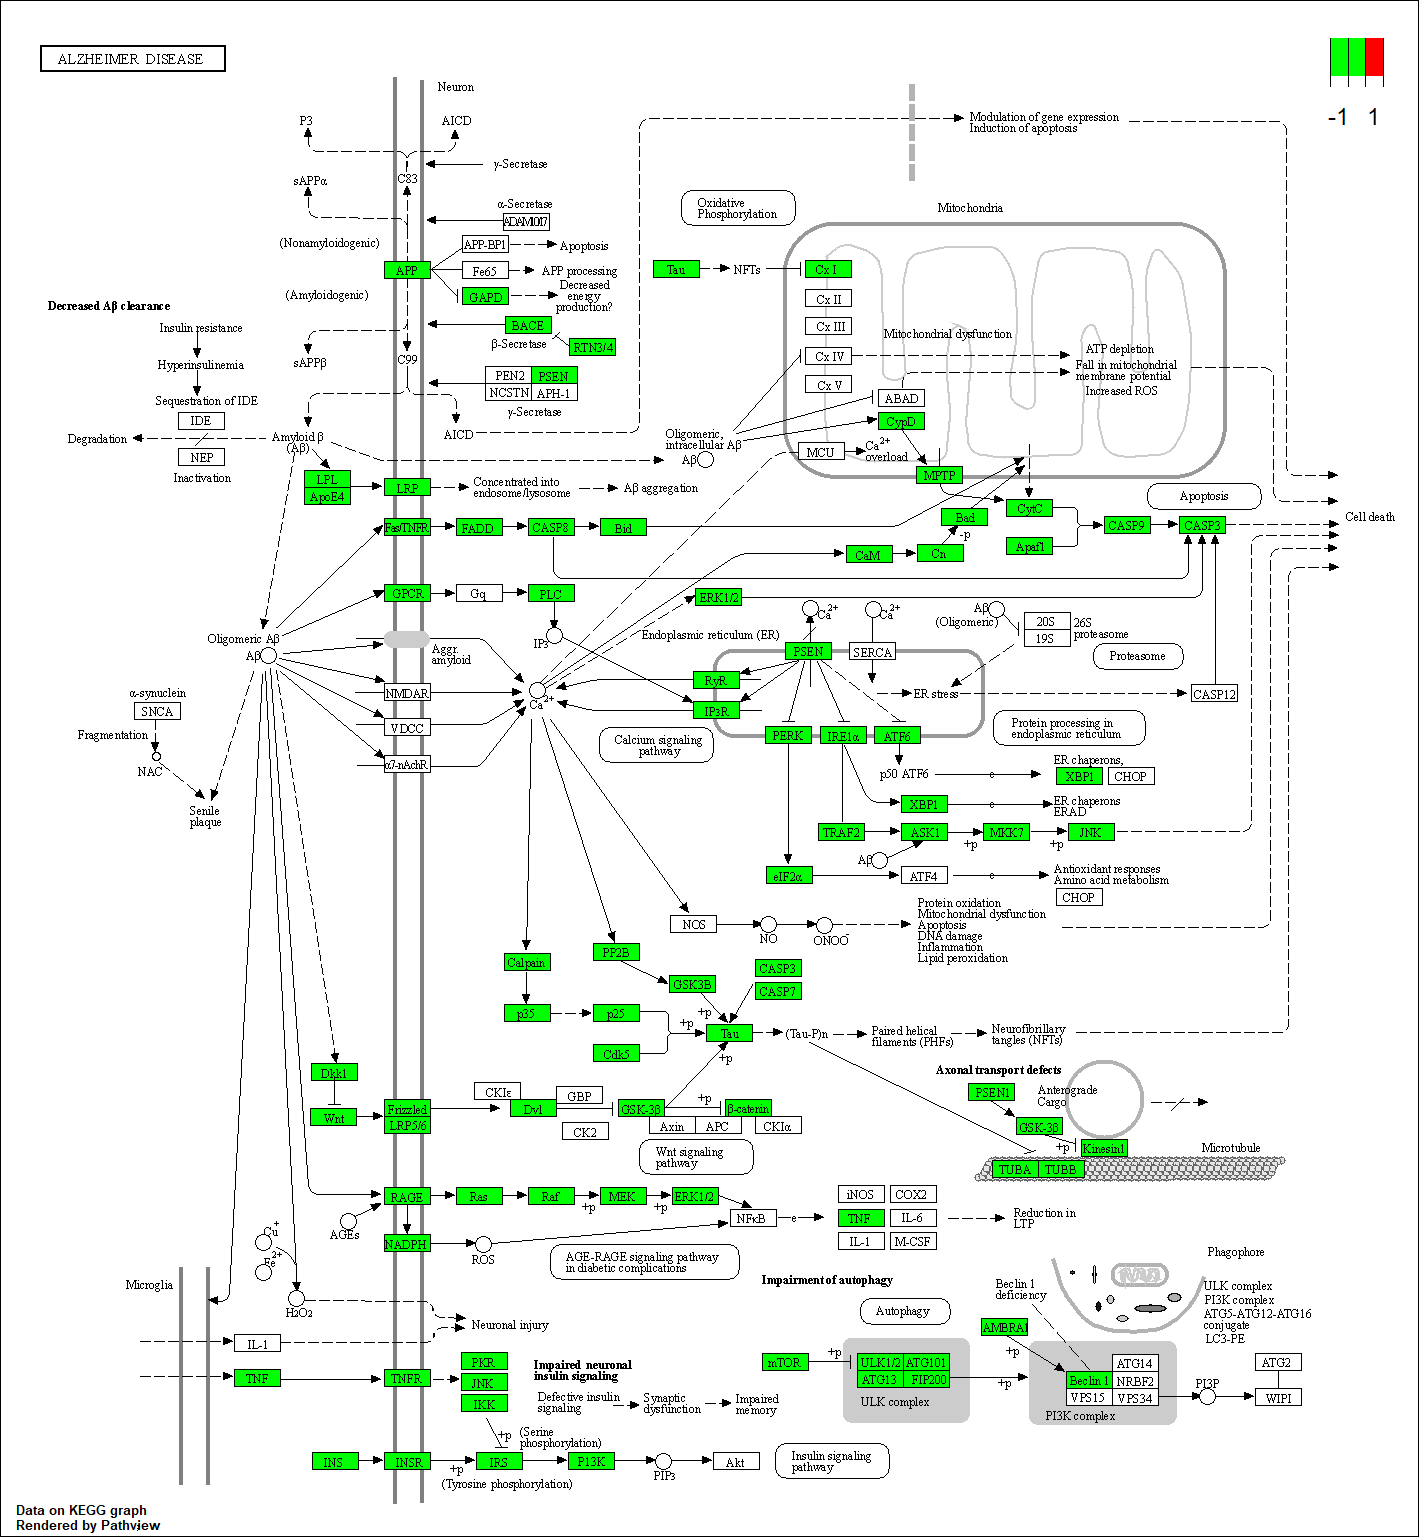 ALZHEIMER DISEASE
-1 1
Neuron
P3
AICD
γ-Secretase
C83
sAPPα
α-Secretase
ADAM10/17
(Nonamyloidogenic)
APP-BP1
Apoptosis
APP
Fe65
APP processing
(Amyloidogenic)
GAPD
Decreased
energy
production?
BACE
β-Secretase
RTN3/4
sAPPβ
C99
PEN2
PSEN
NCSTN
APH-1
γ-Secretase
AICD
Modulation of gene expression
Induction of apoptosis
Oxidative
Phosphorylation
Mitochondria
Tau
NFTs
Cx I
Cx II
Cx III
Cx IV
Cx V
Mitochondrial dysfunction
ATP depletion
Fall in mitochondrial
membrane potential
Increased ROS
ABAD
CypD
MCU
Ca2+
overload
MPTP
Oligomeric,
intracellular Aβ
Aβ
Decreased Aβ clearance
Insulin resistance
Hyperinsulinemia
Sequestration of IDE
IDE
NEP
Inactivation
Degradation
Amyloid β
(Aβ)
LPL
ApoE4
LRP
Concentrated into
endosome/lysosome
Aβ aggregation
Fas/TNFR
FADD
CASP8
Bid
Bad
-p
CytC
Apaf1
CASP9
CASP3
Apoptosis
Cell death
CaM
Cn
GPCR
Gq
PLC
IP3
ERK1/2
Endoplasmic reticulum (ER)
Ca2+
Ca2+
Aβ
(Oligomeric)
20S
19S
26S
proteasome
Proteasome
Oligomeric Aβ
Aβ
Aggr.
amyloid
PSEN
SERCA
RyR
IP3R
ER stress
CASP12
α-synuclein
SNCA
Fragmentation
NAC
Senile
plaque
NMDAR
VDCC
α7-nAchR
Ca2+
Calcium signaling
pathway
PERK
IRE1α
ATF6
Protein processing in
endoplasmic reticulum
p50 ATF6
e
ER chaperons,
XBP1
CHOP
XBP1
e
ER chaperons
ERAD
TRAF2
ASK1
+p
MKK7
+p
JNK
Aβ
eIF2α
ATF4
e
Antioxidant responses
Amino acid metabolism
CHOP
NOS
NO
ONOO-
Protein oxidation
Mitochondrial dysfunction
Apoptosis
DNA damage
Inflammation
Lipid peroxidation
Calpain
PP2B
GSK3B
CASP3
CASP7
p35
p25
Cdk5
+p
+p
Tau
+p
(Tau-P)n
Paired helical
filaments (PHFs)
Neurofibrillary
tangles (NFTs)
Dkk1
Wnt
Frizzled
LRP5/6
CKIε
Dvl
GBP
CK2
GSK-3β
+p
β-catenin
Axin
APC
CKIα
Wnt signaling
pathway
Axonal transport defects
PSEN1
Anterograde
Cargo
GSK-3β
+p
Kinesin1
Microtubule
TUBA
TUBB
RAGE
Ras
Raf
+p
MEK
+p
ERK1/2
AGEs
NADPH
ROS
NFκB
e
iNOS
COX2
TNF
IL-6
IL-1
M-CSF
Reduction in
LTP
AGE-RAGE signaling pathway
in diabetic complications
Cu+
Fe2+
H2O2
Microglia
Neuronal injury
IL-1
TNF
TNFR
PKR
JNK
IKK
Impaired neuronal
insulin signaling
Defective insulin
signaling
Synaptic
dysfunction
Impaired
memory
+p
(Serine
phosphorylation)
INS
INSR
+p
IRS
PI3K
PIP3
Akt
(Tyrosine phosphorylation)
Insulin signaling
pathway
Impairment of autophagy
Autophagy
mTOR
+p
ULK1/2
ATG101
ATG13
FIP200
ULK complex
+p
AMBRA1
+p
Beclin 1
deficiency
Beclin 1
ATG14
NRBF2
VPS15
VPS34
PI3K complex
PI3P
ATG2
WIPI
Phagophore
ULK complex
PI3K complex
ATG5-ATG12-ATG16
conjugate
LC3-PE
Data on KEGG graph
Rendered by Pathview